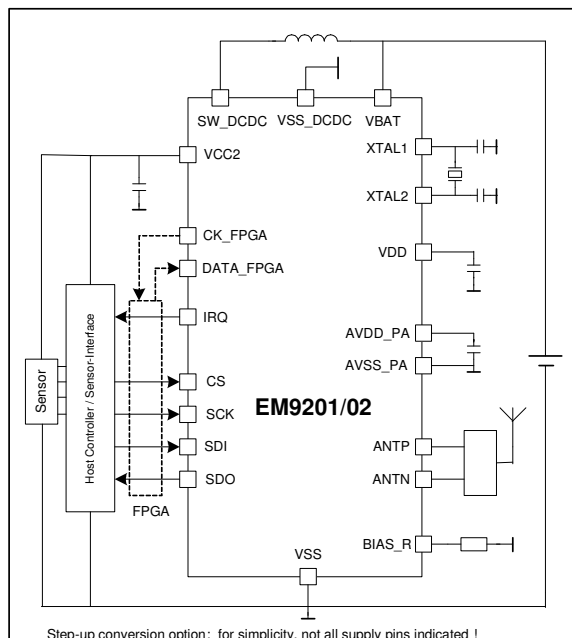 SW_DCDC VSS_DCDC VBAT
VCC2
XTAL1
XTAL2
CK_FPGA
DATA_FPGA
VDD
IRQ
AVDD_PA
AVSS_PA
Sensor
Host Controller / Sensor-Interface
CS
EM9201/02
SCK
SDI
ANTP
SDO
ANTN
FPGA
BIAS_R
VSS
Step-up conversion option; for simplicity, not all supply pins indicated !